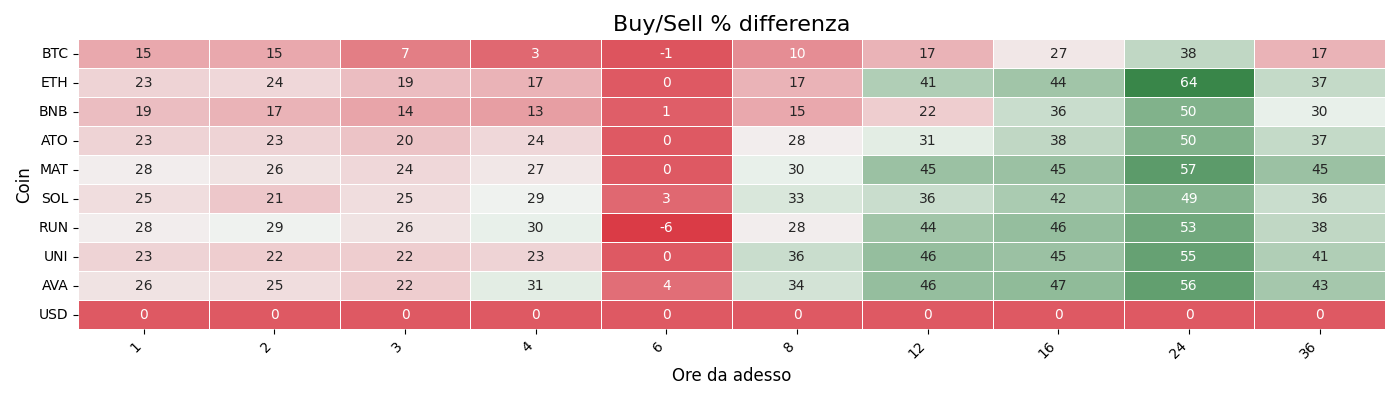 Buy/Sell % differenza
Coin
BTC 15 15 7 3 -1 10 17 27 38 17
ETH 23 24 19 17 0 17 41 44 64 37
BNB 19 17 14 13 1 15 22 36 50 30
ATO 23 23 20 24 0 28 31 38 50 37
MAT 28 26 24 27 0 30 45 45 57 45
SOL 25 21 25 29 3 33 36 42 49 36
RUN 28 29 26 30 -6 28 44 46 53 38
UNI 23 22 22 23 0 36 46 45 55 41
AVA 26 25 22 31 4 34 46 47 56 43
USD 0 0 0 0 0 0 0 0 0 0
1 2 3 4 6 8 12 16 24 36
Ore da adesso